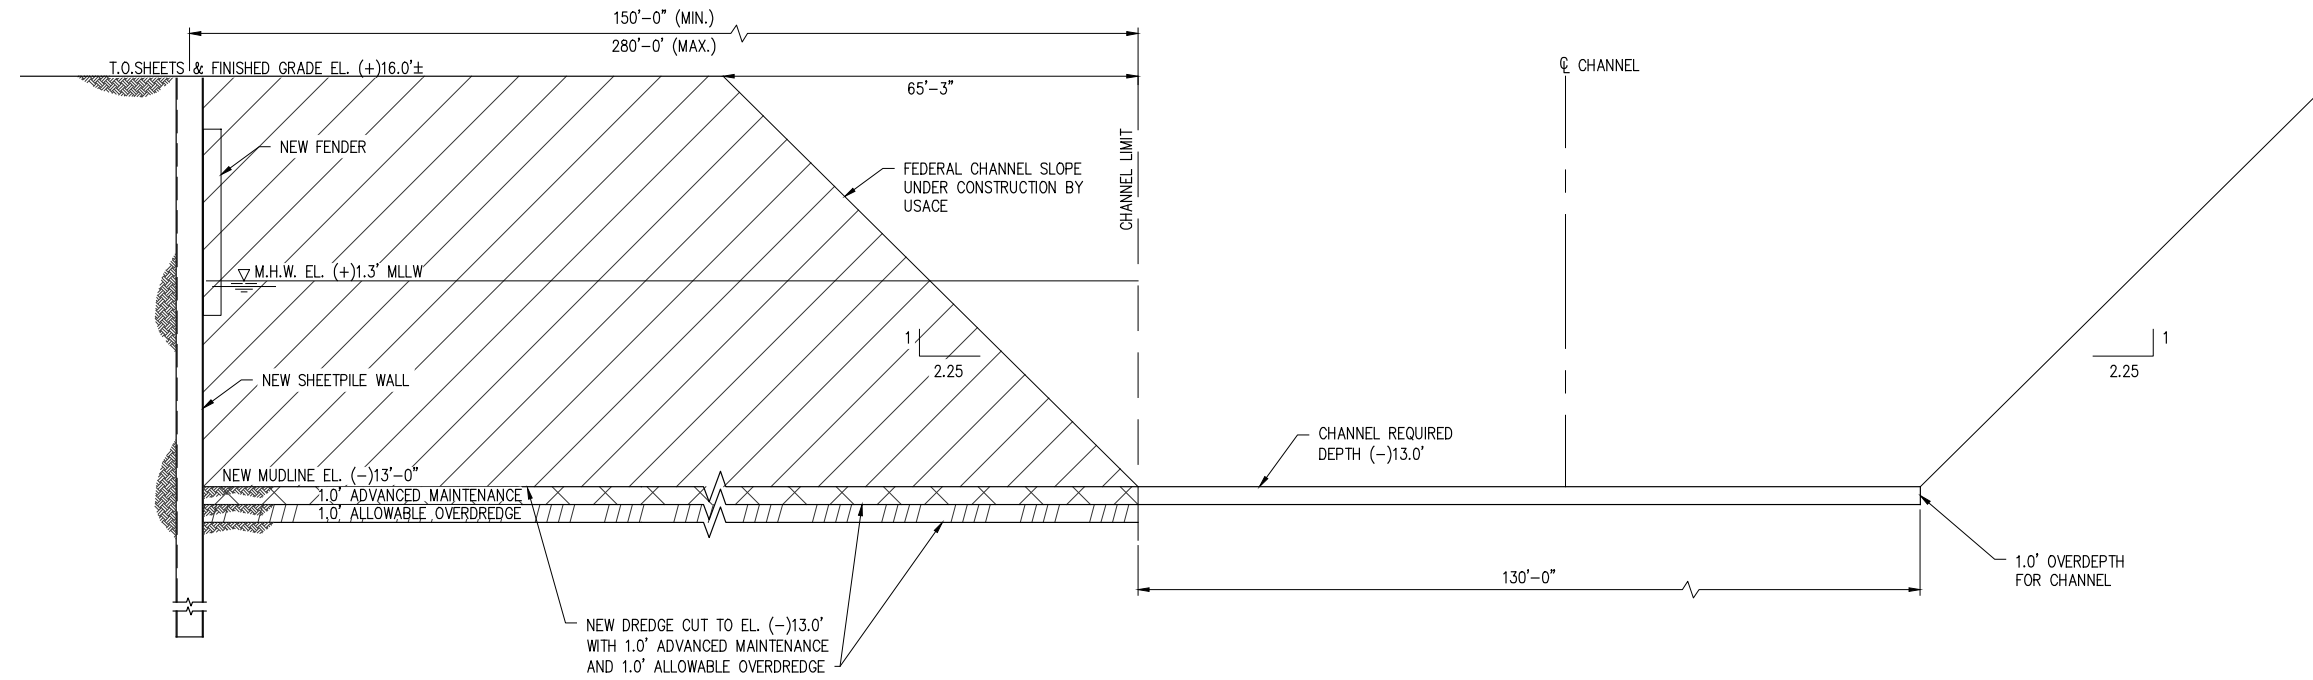 150'-0" (MIN.)
280'-0' (MAX.)
T.O.SHEETS & FINISHED GRADE EL. (+)16.0'±
65'-3"
℄ CHANNEL
CHANNEL LIMIT
NEW FENDER
FEDERAL CHANNEL SLOPE
UNDER CONSTRUCTION BY
USACE
M.H.W. EL. (+)1.3' MLLW
1
2.25
1
2.25
NEW SHEETPILE WALL
CHANNEL REQUIRED
DEPTH (-)13.0'
NEW MUDLINE EL. (-)13'-0"
1.0' ADVANCED MAINTENANCE
1.0' ALLOWABLE OVERDREDGE
1.0' OVERDEPTH
FOR CHANNEL
130'-0"
NEW DREDGE CUT TO EL. (-)13.0'
WITH 1.0' ADVANCED MAINTENANCE
AND 1.0' ALLOWABLE OVERDREDGE